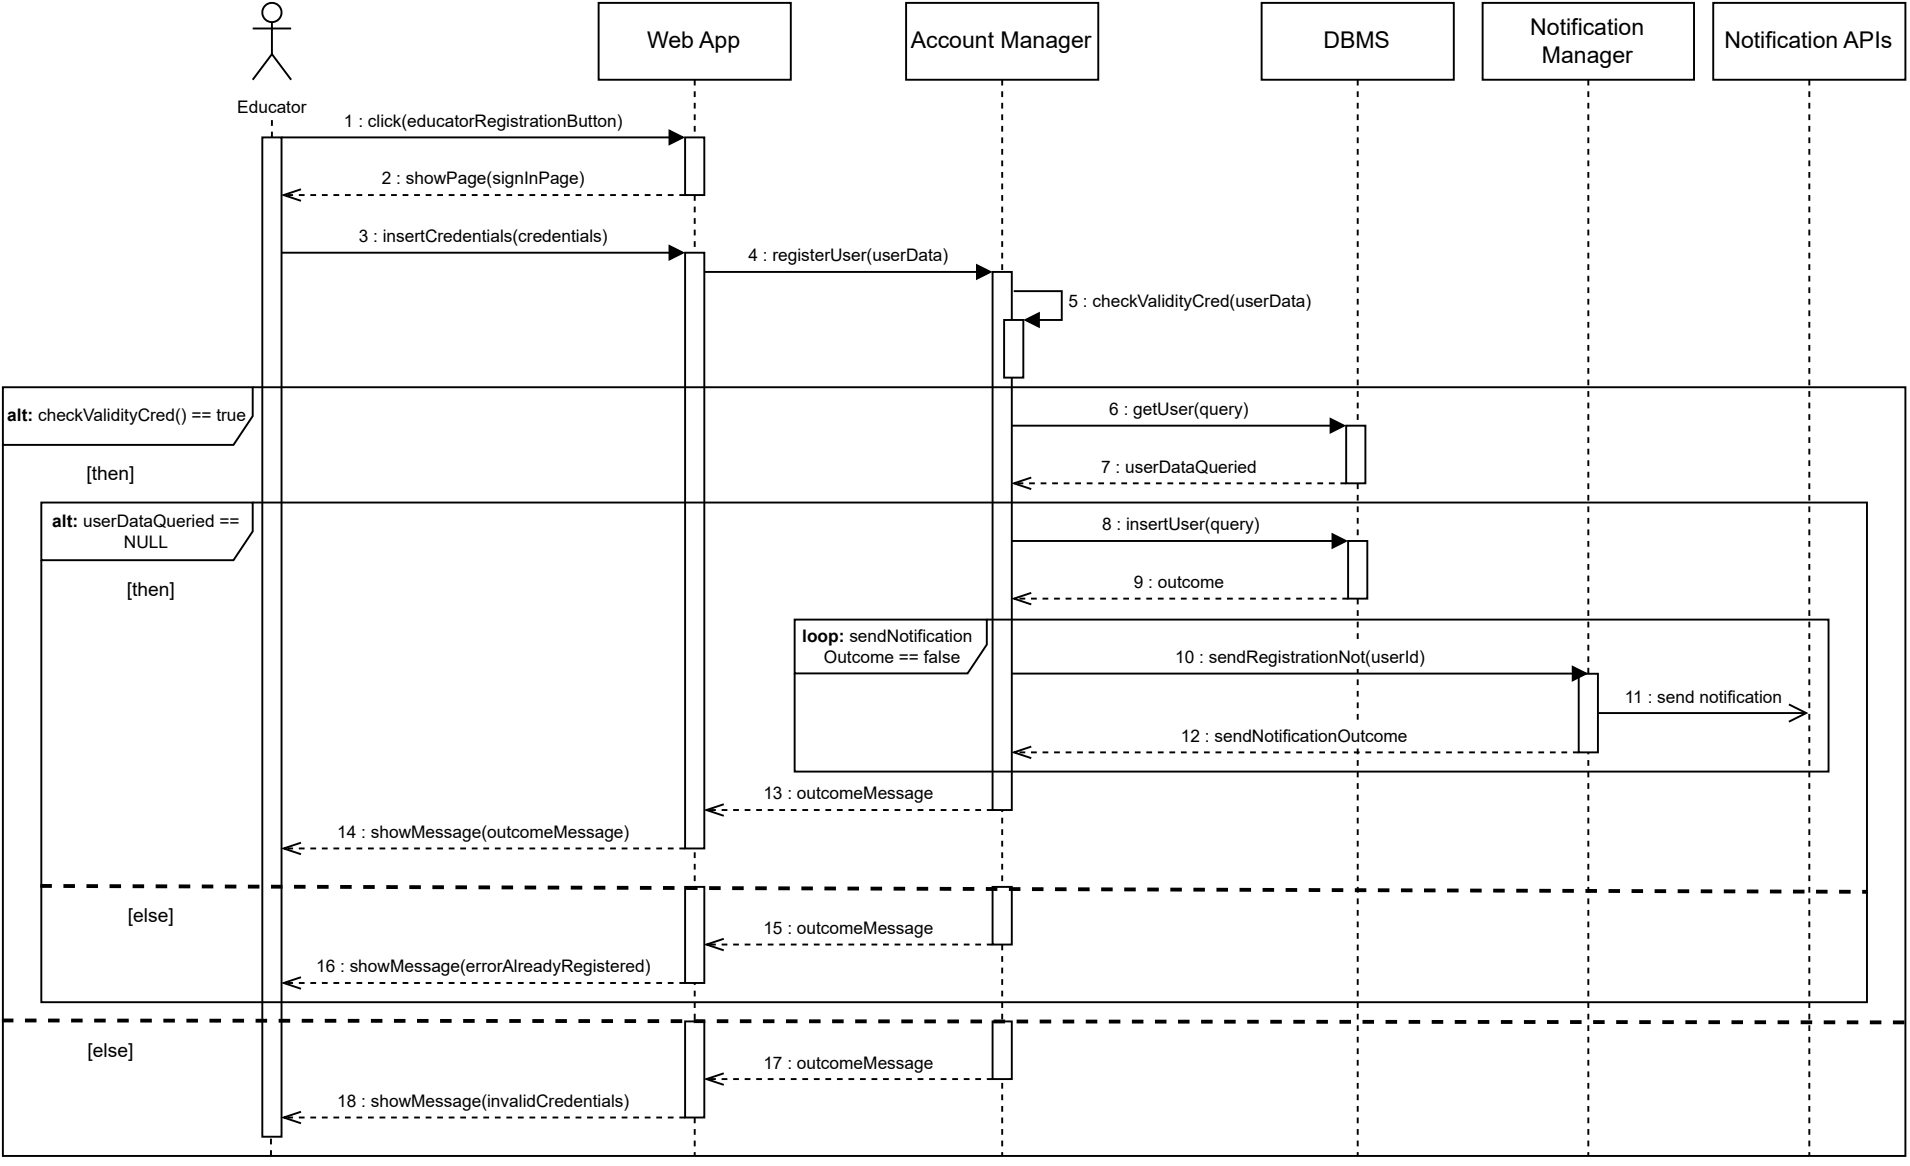 Educator
Web App
Account Manager
DBMS
Notification
Manager
Notification APIs
1 : click(educatorRegistrationButton)
2 : showPage(signInPage)
3 : insertCredentials(credentials)
4 : registerUser(userData)
5 : checkValidityCred(userData)
alt: checkValidityCred() == true
[then]
6 : getUser(query)
7 : userDataQueried
alt: userDataQueried ==
NULL
[then]
8 : insertUser(query)
9 : outcome
loop: sendNotification
Outcome == false
10 : sendRegistrationNot(userId)
11 : send notification
12 : sendNotificationOutcome
13 : outcomeMessage
14 : showMessage(outcomeMessage)
[else]
15 : outcomeMessage
16 : showMessage(errorAlreadyRegistered)
[else]
17 : outcomeMessage
18 : showMessage(invalidCredentials)